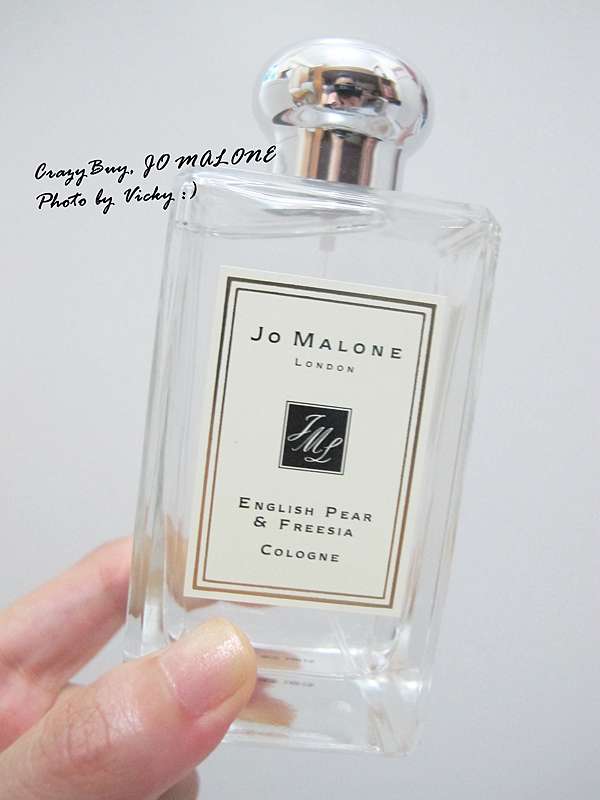 CrazyBuy, JO MALONE
Photo by Vicky :)
JO MALONE
LONDON
JML
ENGLISH PEAR
& FREESIA
COLOGNE